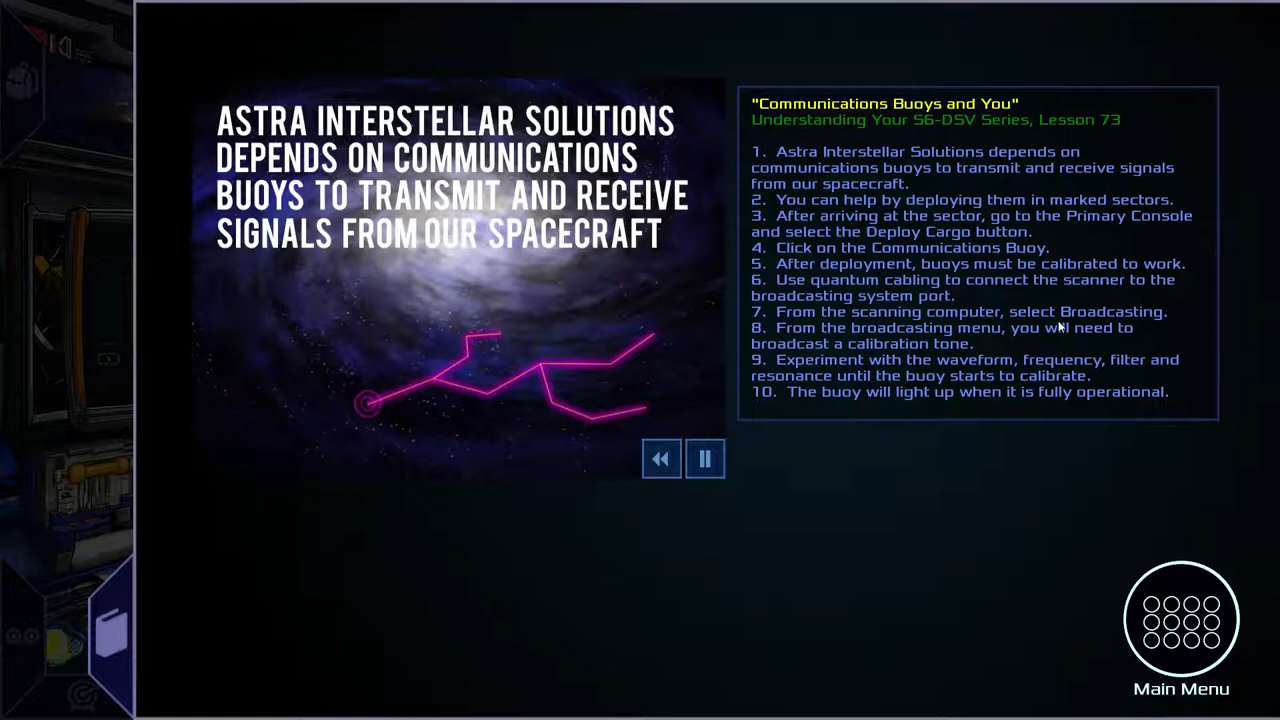 ASTRA INTERSTELLAR SOLUTIONS
DEPENDS ON COMMUNICATIONS
BUOYS TO TRANSMIT AND RECEIVE
SIGNALS FROM OUR SPACECRAFT
"Communications Buoys and You"
Understanding Your S6-DSV Series, Lesson 73
1. Astra Interstellar Solutions depends on
communications buoys to transmit and receive signals
from our spacecraft.
2. You can help by deploying them in marked sectors.
3. After arriving at the sector, go to the Primary Console
and select the Deploy Cargo button.
4. Click on the Communications Buoy.
5. After deployment, buoys must be calibrated to work.
6. Use quantum cabling to connect the scanner to the
broadcasting system port.
7. From the scanning computer, select Broadcasting.
8. From the broadcasting menu, you will need to
broadcast a calibration tone.
9. Experiment with the waveform, frequency, filter and
resonance until the buoy starts to calibrate.
10. The buoy will light up when it is fully operational.
Main Menu